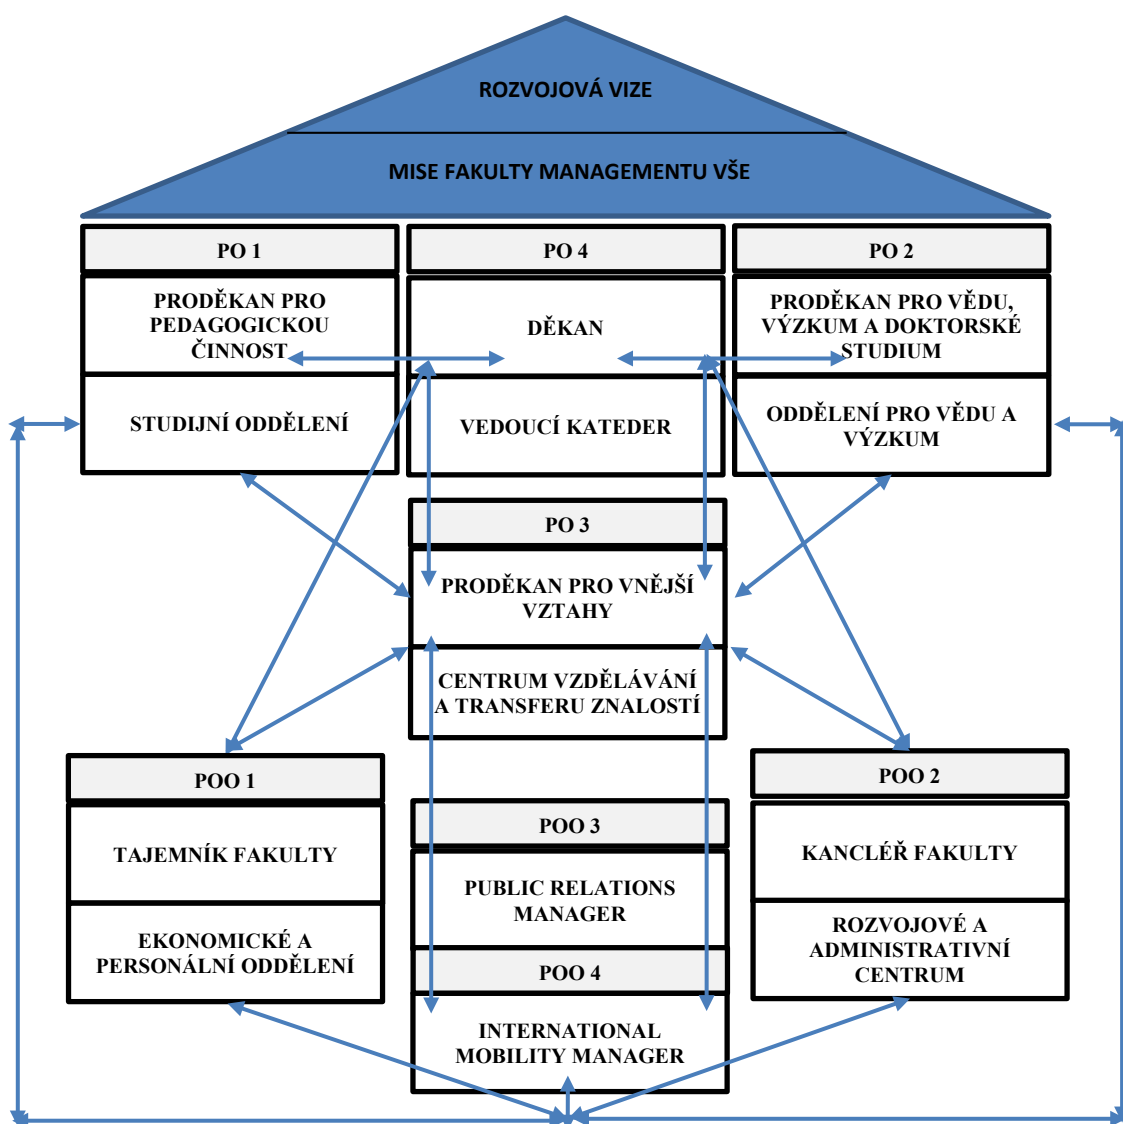 ROZVOJOVÁ VIZE
MISE FAKULTY MANAGEMENTU VŠE
PO 1
PRODĚKAN PRO
PEDAGOGICKOU
ČINNOST
STUDIJNÍ ODDĚLENÍ
PO 4
DĚKAN
VEDOUCÍ KATEDER
PO 2
PRODĚKAN PRO VĚDU,
VÝZKUM A DOKTORSKÉ
STUDIUM
ODDĚLENÍ PRO VĚDU A
VÝZKUM
PO 3
PRODĚKAN PRO VNĚJŠÍ
VZTAHY
CENTRUM VZDĚLÁVÁNÍ
A TRANSFERU ZNALOSTÍ
POO 1
TAJEMNÍK FAKULTY
EKONOMICKÉ A
PERSONÁLNÍ ODDĚLENÍ
POO 3
PUBLIC RELATIONS
MANAGER
POO 4
INTERNATIONAL
MOBILITY MANAGER
POO 2
KANCLÉŘ FAKULTY
ROZVOJOVÉ A
ADMINISTRATIVNÍ
CENTRUM